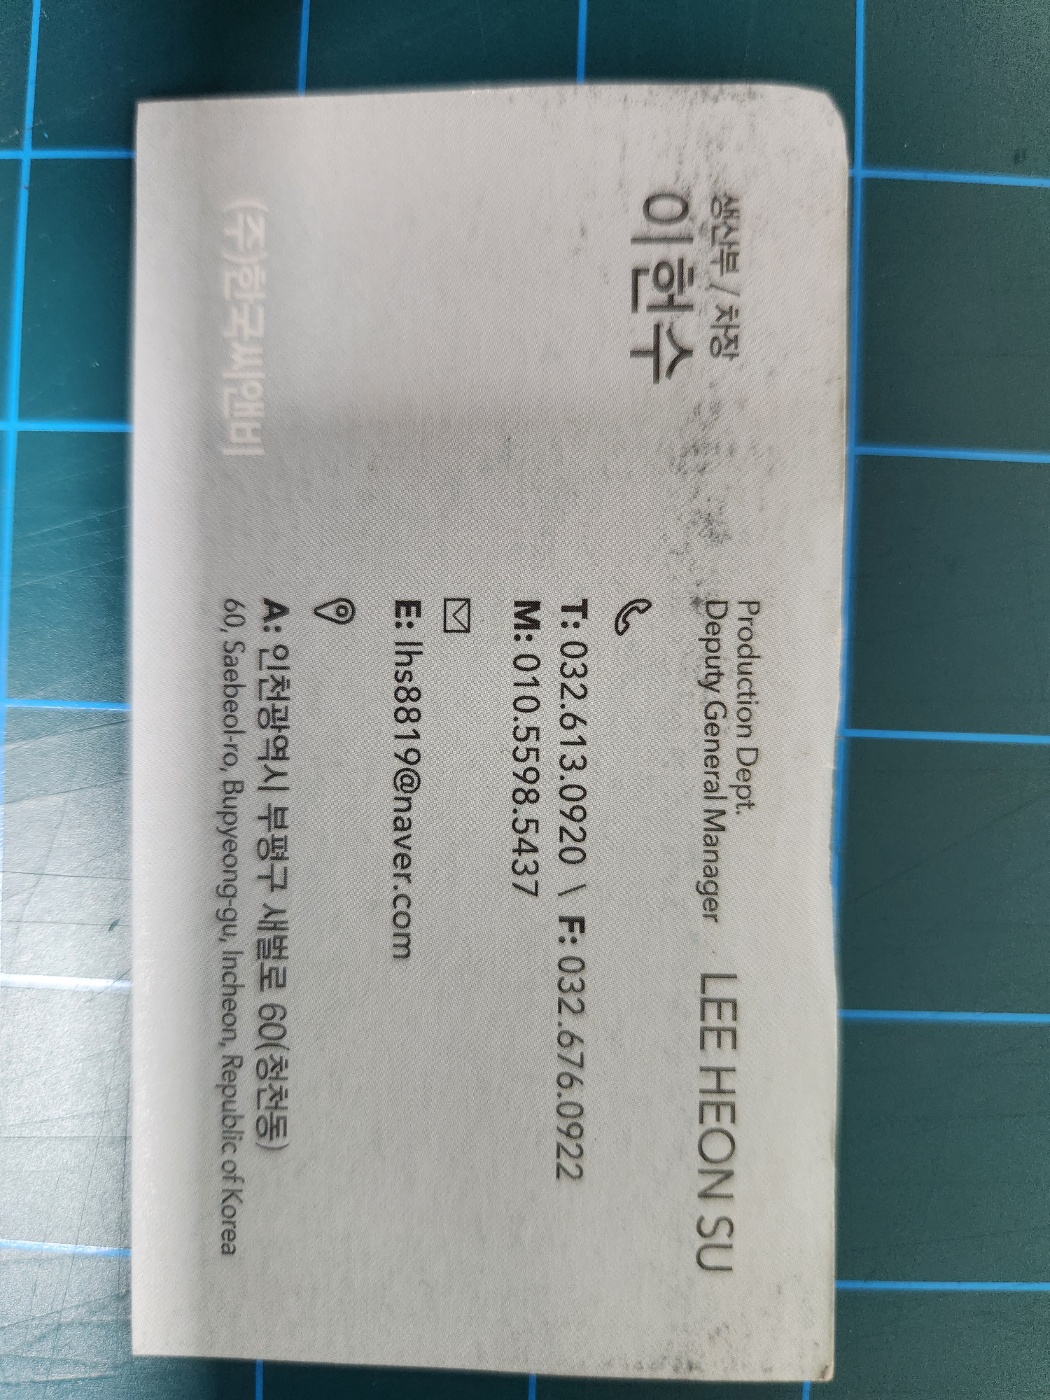 생산부 / 차장
이헌수
Production Dept.
Deputy General Manager
LEE HEON SU
T: 032.613.0920 \ F: 032.676.0922
M: 010.5598.5437
E: lhs8819@naver.com
A: 인천광역시 부평구 새벌로 60(청천동)
60, Saebeol-ro, Bupyeong-gu, Incheon, Republic of Korea
(주)한국씨앤비